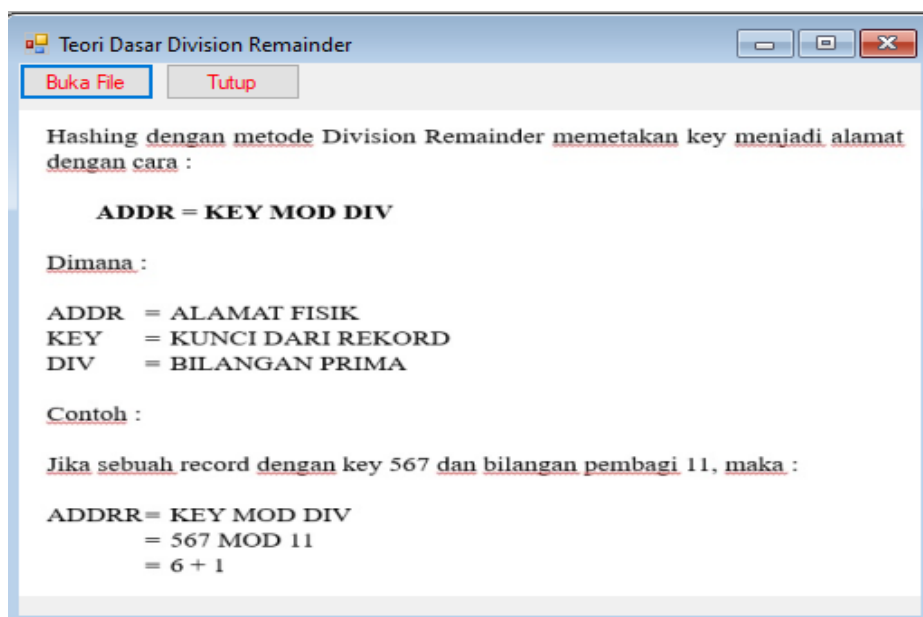 Teori Dasar Division Remainder
Buka File Tutup
Hashing dengan metode Division Remainder memetakan key menjadi alamat
dengan cara :
ADDR = KEY MOD DIV
Dimana :
ADDR = ALAMAT FISIK
KEY = KUNCI DARI REKORD
DIV = BILANGAN PRIMA
Contoh :
Jika sebuah record dengan key 567 dan bilangan pembagi 11, maka :
ADDRR= KEY MOD DIV
= 567 MOD 11
= 6 + 1